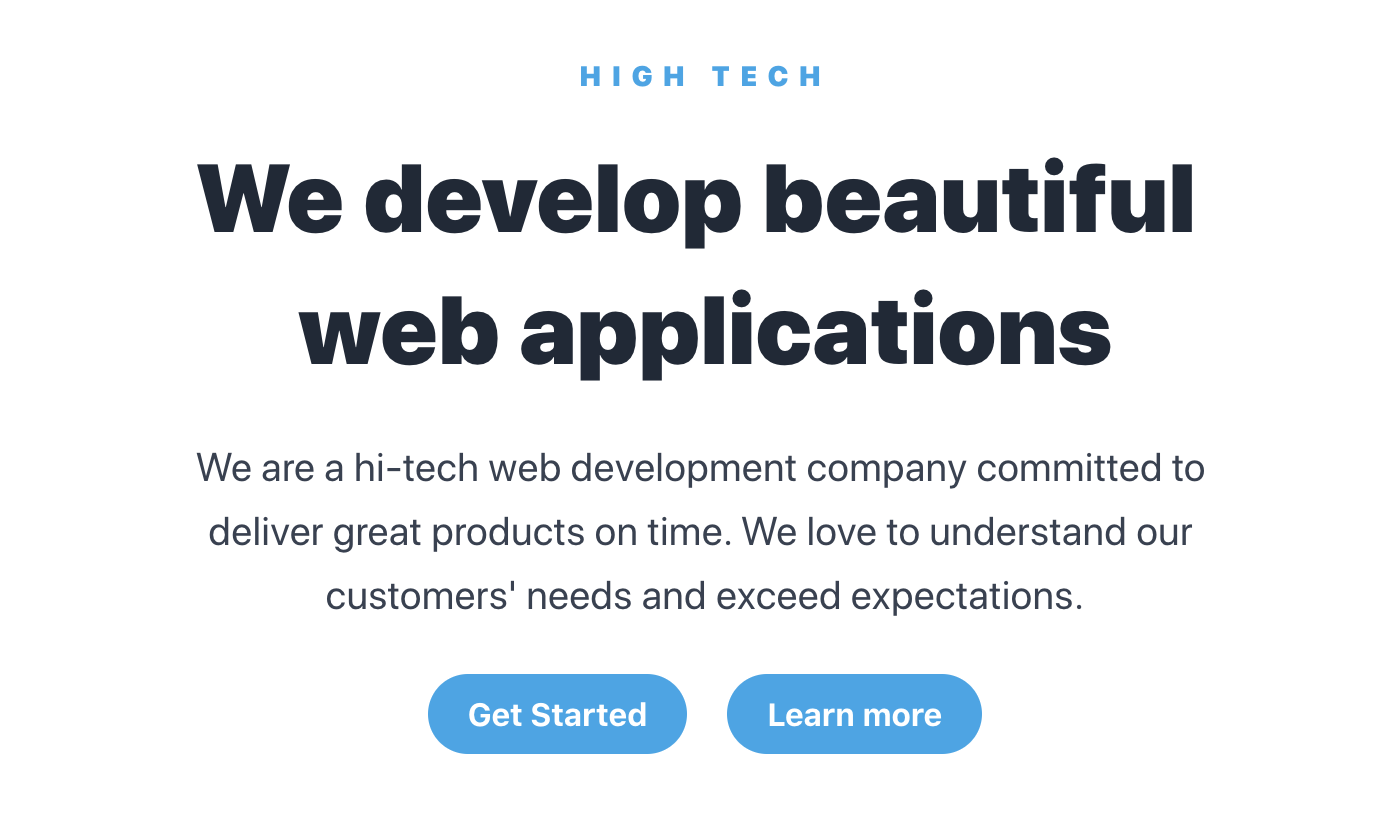 HIGH TECH
We develop beautiful
web applications
We are a hi-tech web development company committed to
deliver great products on time. We love to understand our
customers' needs and exceed expectations.
Get Started
Learn more